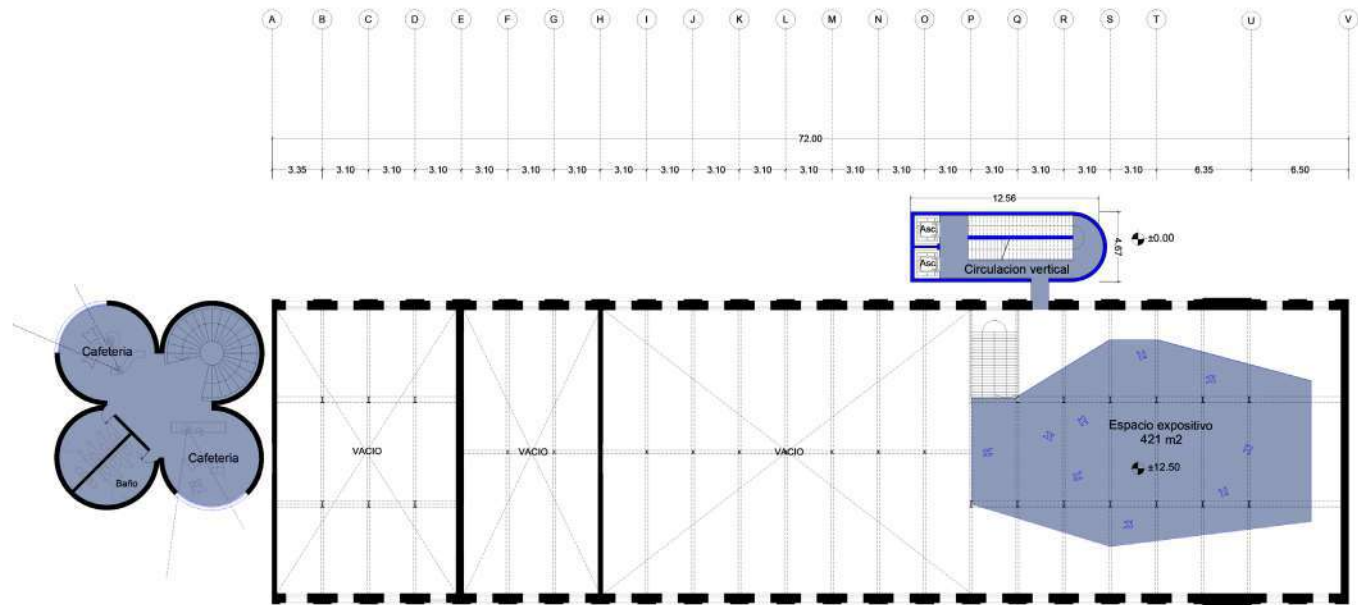 A B C D E F G H I J K L M N O P Q R S T U V
72.00
3.35 3.10 3.10 3.10 3.10 3.10 3.10 3.10 3.10 3.10 3.10 3.10 3.10 3.10 3.10 3.10 3.10 3.10 3.10 6.35 6.50
12.56
Asc
Asc
4.67
±0.00
Circulacion vertical
Cafeteria
Cafeteria
Baño
VACIO
VACIO
VACIO
Espacio expositivo
421 m2
±12.50